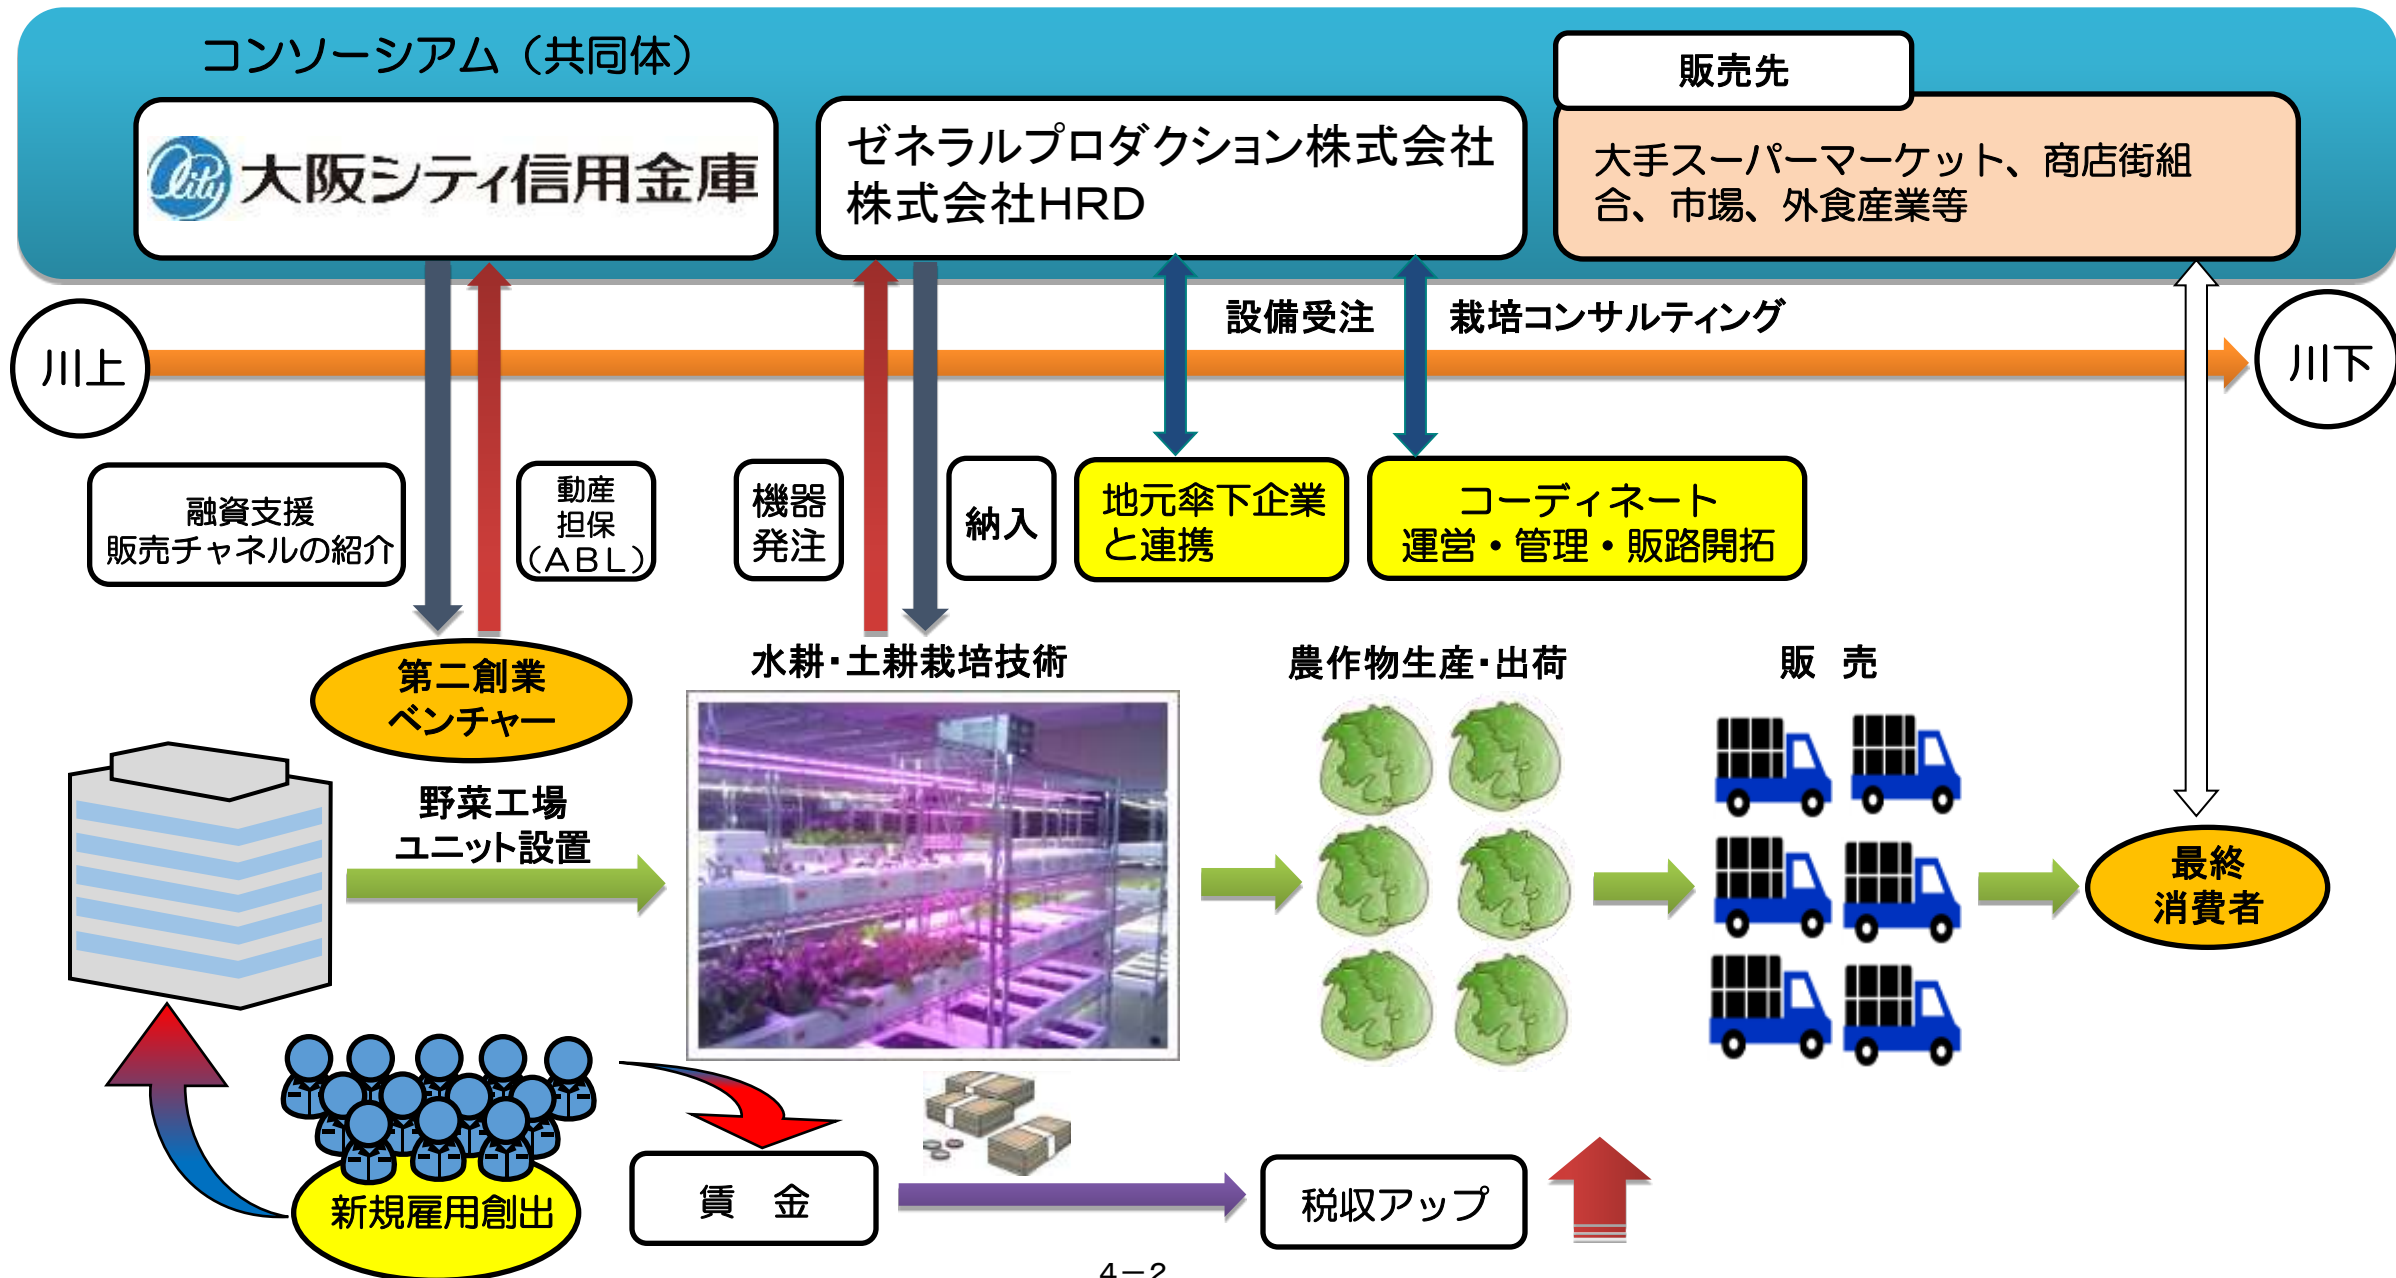 コンソーシアム（共同体）
販売先
City
大阪シティ信用金庫
ゼネラルプロダクション株式会社
株式会社HRD
大手スーパーマーケット、商店街組
合、市場、外食産業等
川上
設備受注
栽培コンサルティング
川下
融資支援
販売チャネルの紹介
動産
担保
（ＡＢＬ）
機器
発注
納入
地元傘下企業
と連携
コーディネート
運営・管理・販路開拓
第二創業
ベンチャー
水耕・土耕栽培技術
農作物生産・出荷
販　売
野菜工場
ユニット設置
最終
消費者
新規雇用創出
賃　金
税収アップ
４－２